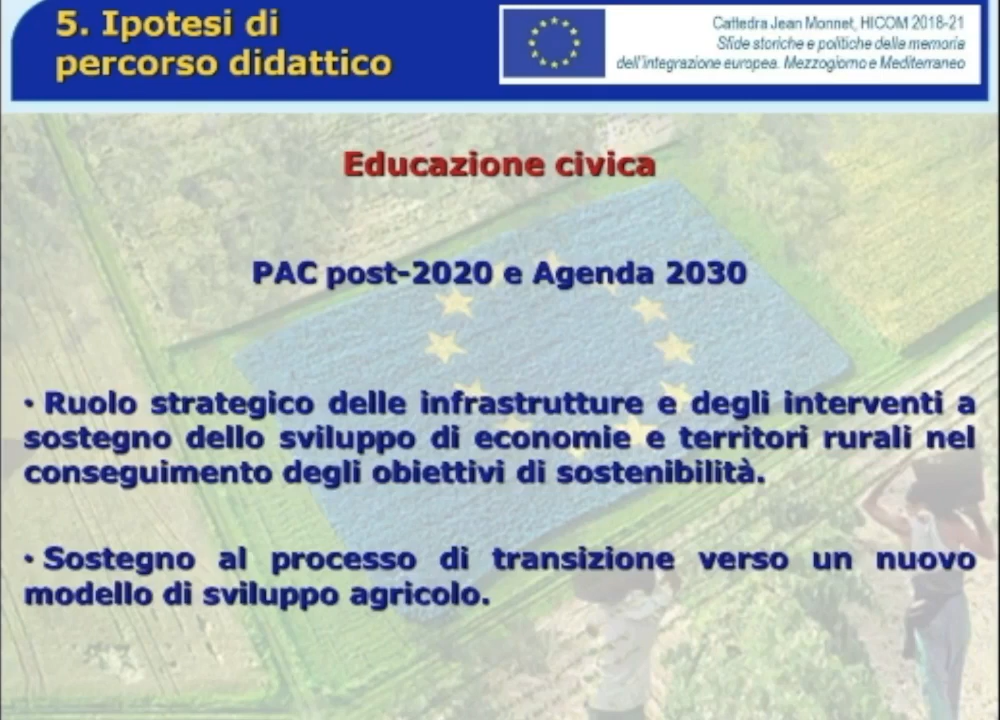 5. Ipotesi di
percorso didattico
Cattedra Jean Monnet, HICOM 2018-21
Sfide storiche e politiche della memoria
dell'integrazione europea. Mezzogiorno e Mediterraneo
Educazione civica
PAC post-2020 e Agenda 2030
• Ruolo strategico delle infrastrutture e degli interventi a
sostegno dello sviluppo di economie e territori rurali nel
conseguimento degli obiettivi di sostenibilità.
• Sostegno al processo di transizione verso un nuovo
modello di sviluppo agricolo.